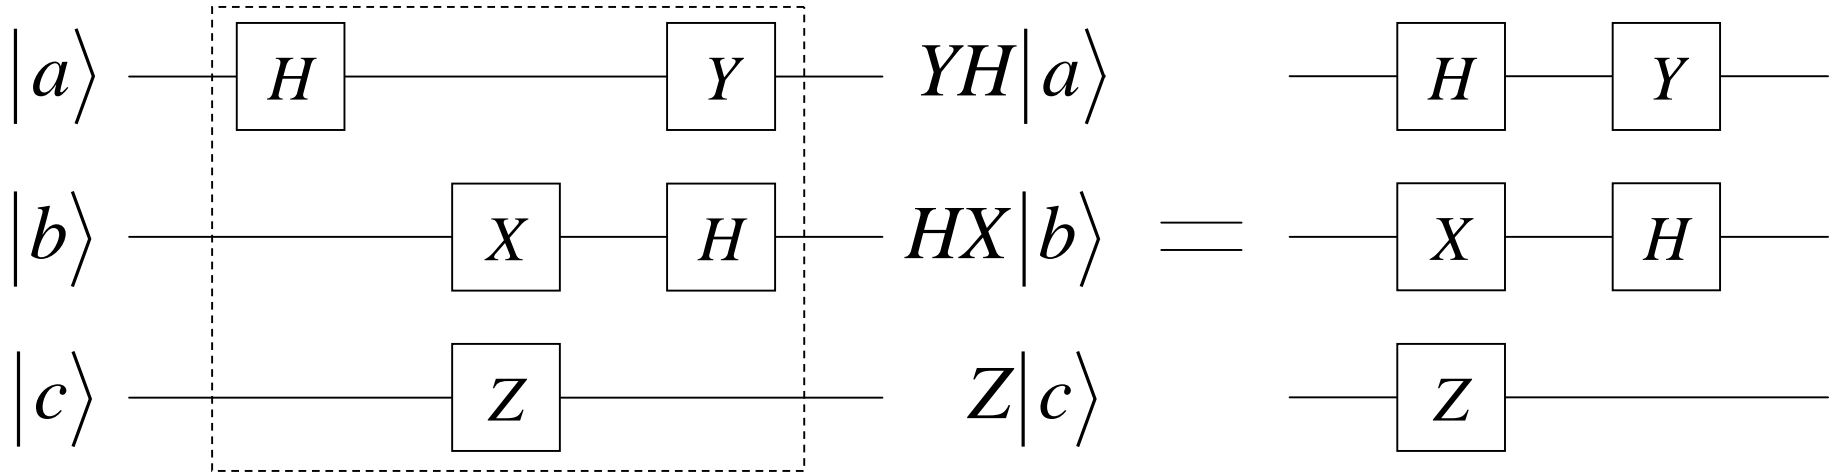 |a⟩ H Y YH|a⟩ H Y
|b⟩ X H HX|b⟩ = X H
|c⟩ Z Z|c⟩ Z